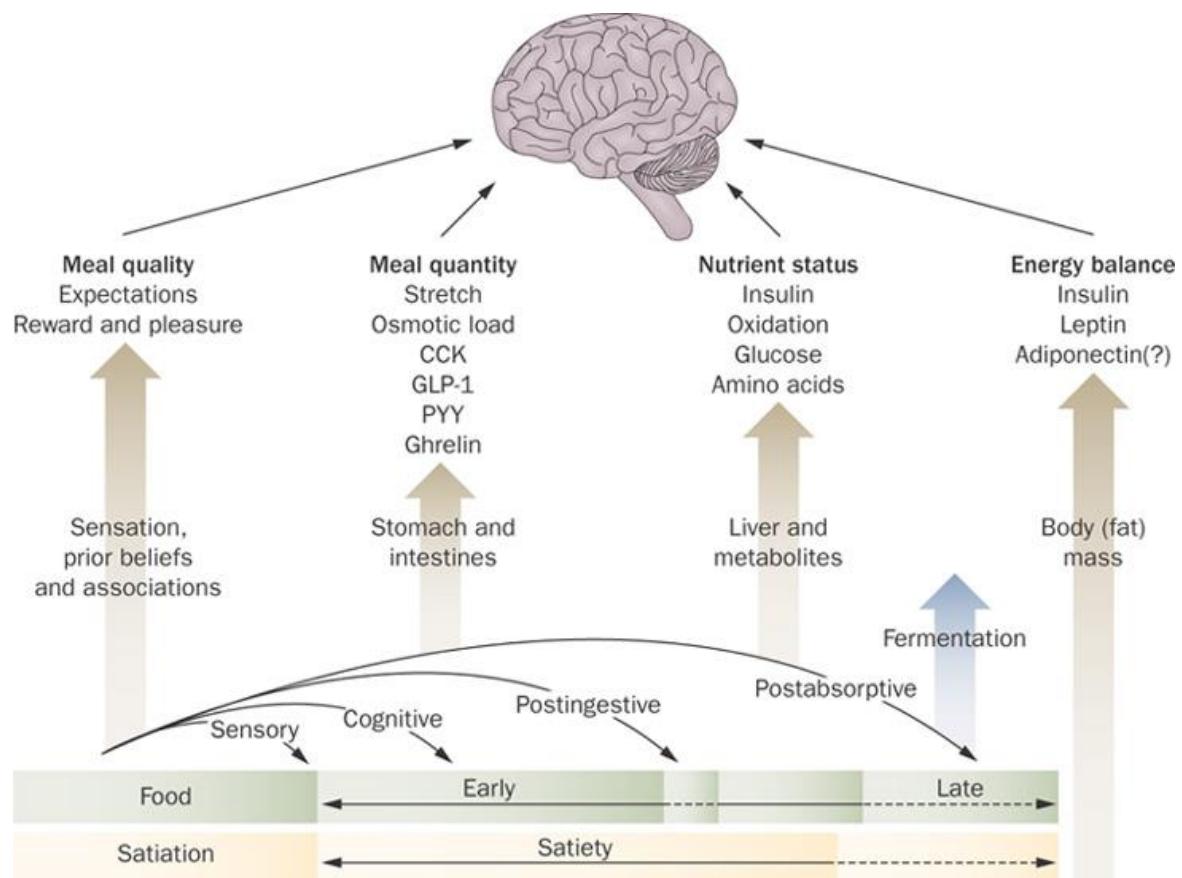 Meal quality
Expectations
Reward and pleasure
Meal quantity
Stretch
Osmotic load
CCK
GLP-1
PYY
Ghrelin
Nutrient status
Insulin
Oxidation
Glucose
Amino acids
Energy balance
Insulin
Leptin
Adiponectin(?)
Sensation,
prior beliefs
and associations
Stomach and
intestines
Liver and
metabolites
Body (fat)
mass
Fermentation
Sensory
Cognitive
Postingestive
Postabsorptive
Food
Early
Late
Satiation
Satiety